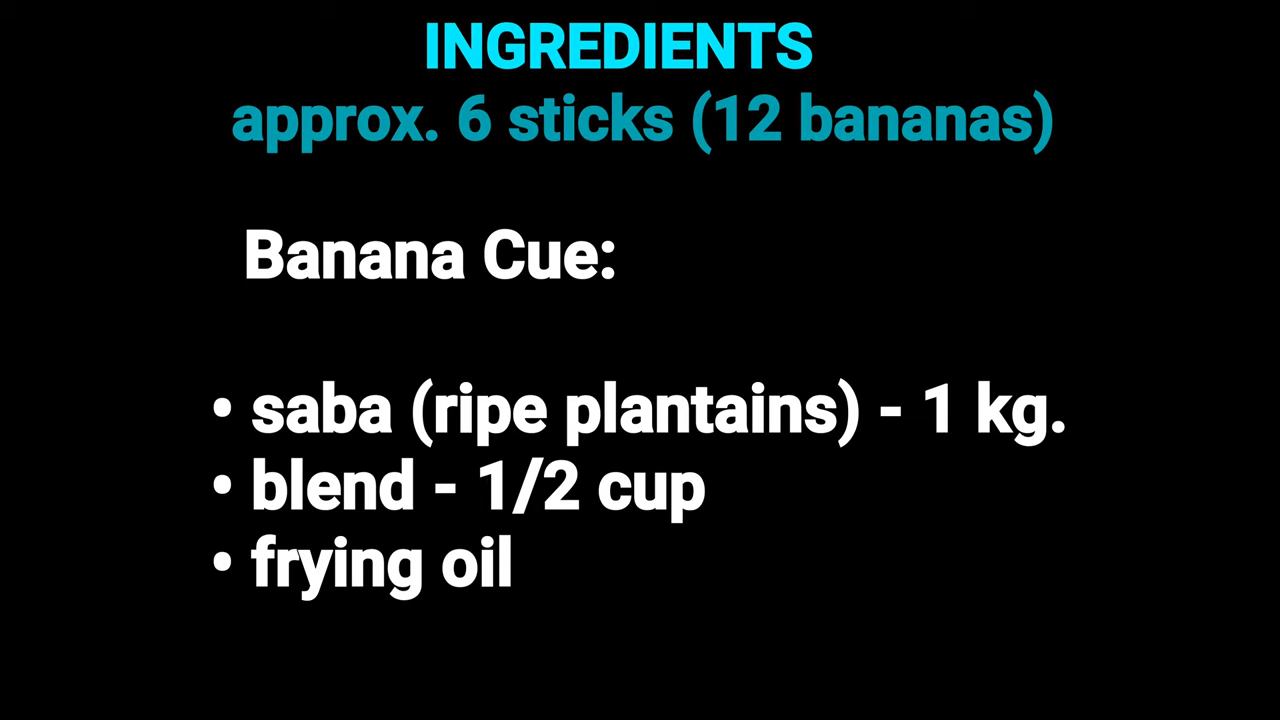 INGREDIENTS
approx. 6 sticks (12 bananas)
Banana Cue:
• saba (ripe plantains) - 1 kg.
• blend - 1/2 cup
• frying oil